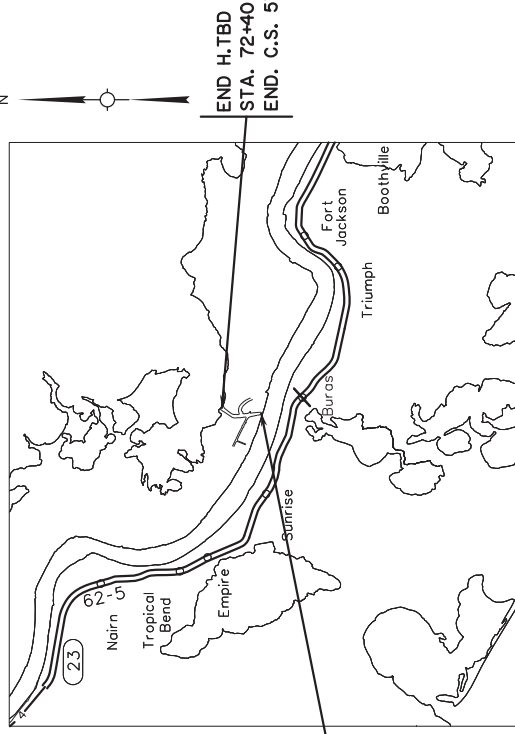 N
END H.TBD
STA. 72+40
END. C.S. 5
Boothville
Fort
Jackson
Triumph
Buras
Sunrise
Empire
Tropical
Bend
Nairn
62-5
23
4